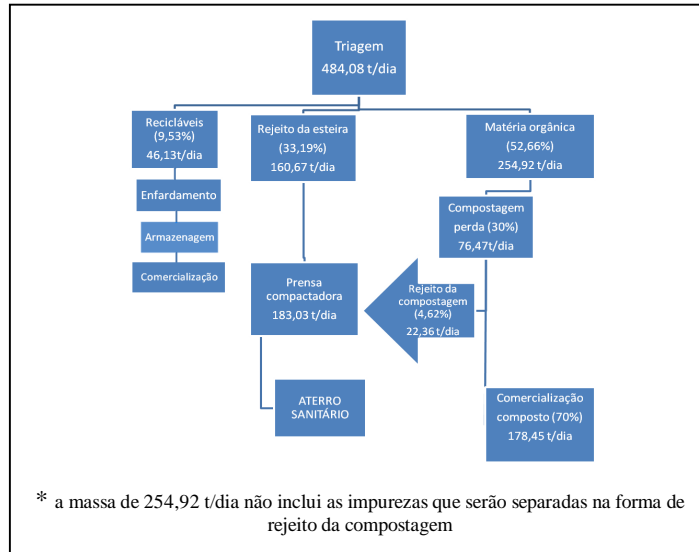 Triagem
484,08 t/dia
Recicláveis
(9,53%)
46,13t/dia
Enfardamento
Armazenagem
Comercialização
Rejeito da esteira
(33,19%)
160,67 t/dia
Prensa
compactadora
183,03 t/dia
ATERRO
SANITÁRIO
Matéria orgânica
(52,66%)
254,92 t/dia
Compostagem
perda (30%)
76,47t/dia
Rejeito da
compostagem
(4,62%)
22,36 t/dia
Comercialização
composto (70%)
178,45 t/dia
* a massa de 254,92 t/dia não inclui as impurezas que serão separadas na forma de
rejeito da compostagem